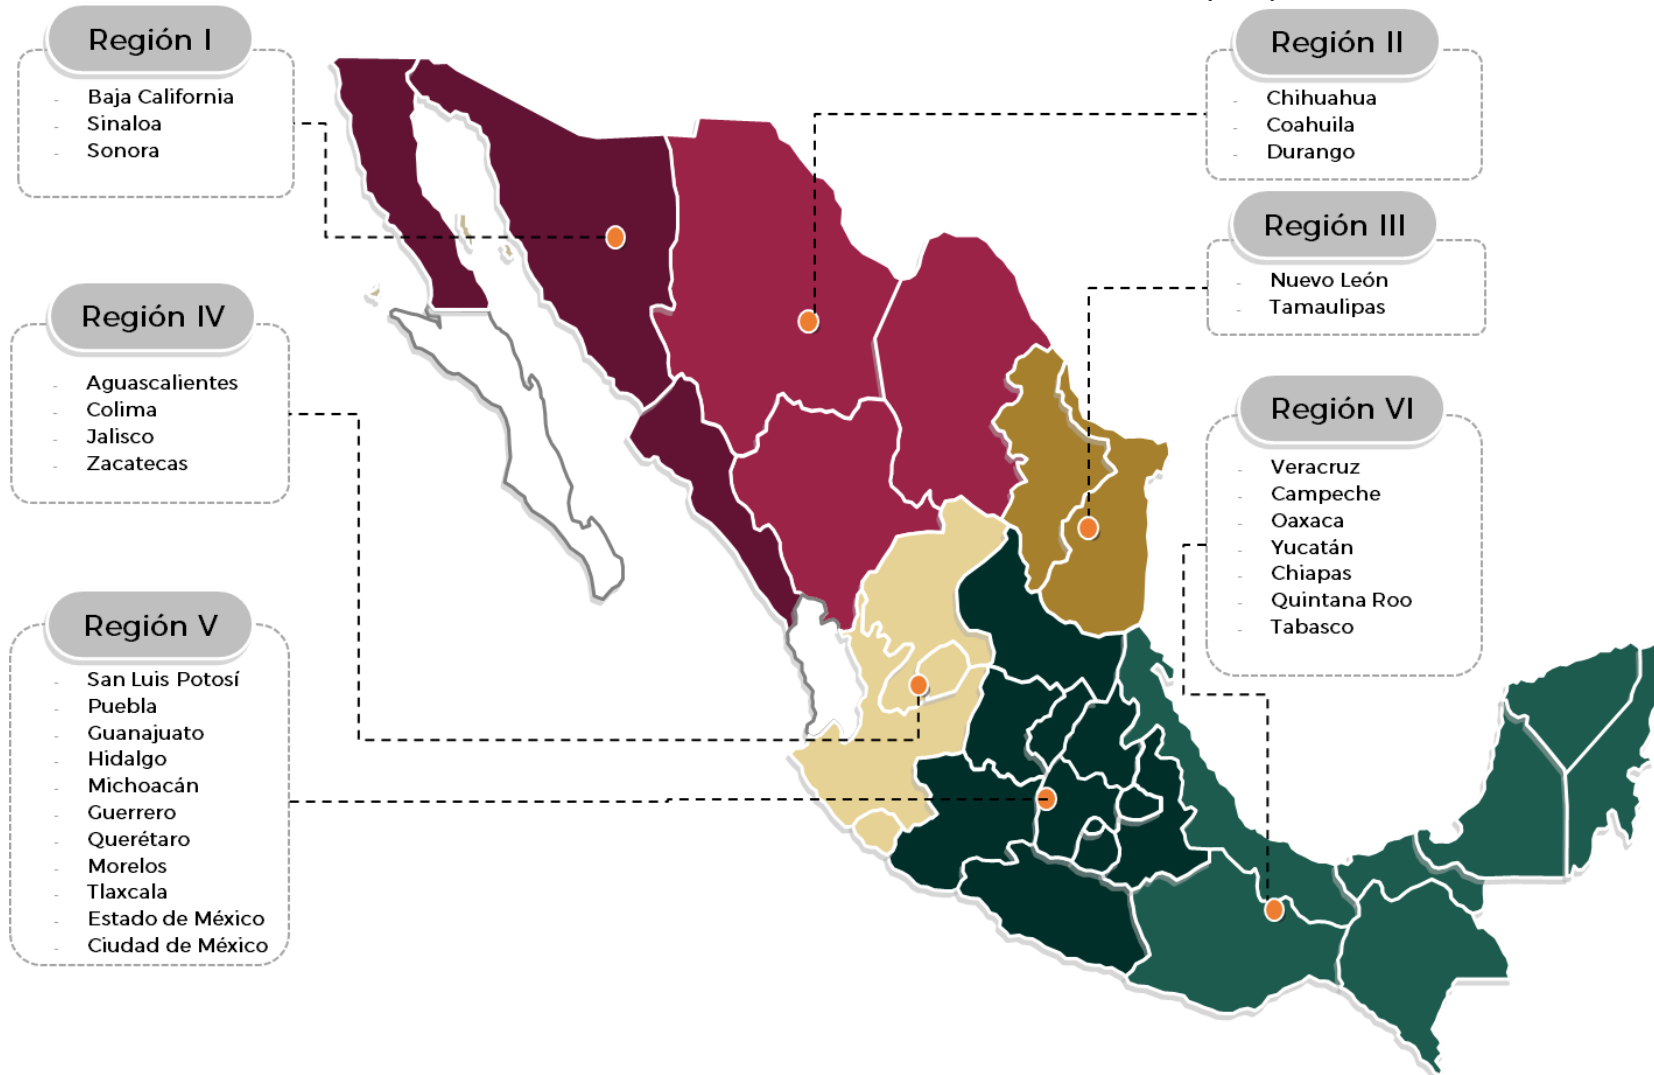 Región I
- Baja California
- Sinaloa
- Sonora
Región II
- Chihuahua
- Coahuila
- Durango
Región III
- Nuevo León
- Tamaulipas
Región IV
- Aguascalientes
- Colima
- Jalisco
- Zacatecas
Región VI
- Veracruz
- Campeche
- Oaxaca
- Yucatán
- Chiapas
- Quintana Roo
- Tabasco
Región V
- San Luis Potosí
- Puebla
- Guanajuato
- Hidalgo
- Michoacán
- Guerrero
- Querétaro
- Morelos
- Tlaxcala
- Estado de México
- Ciudad de México